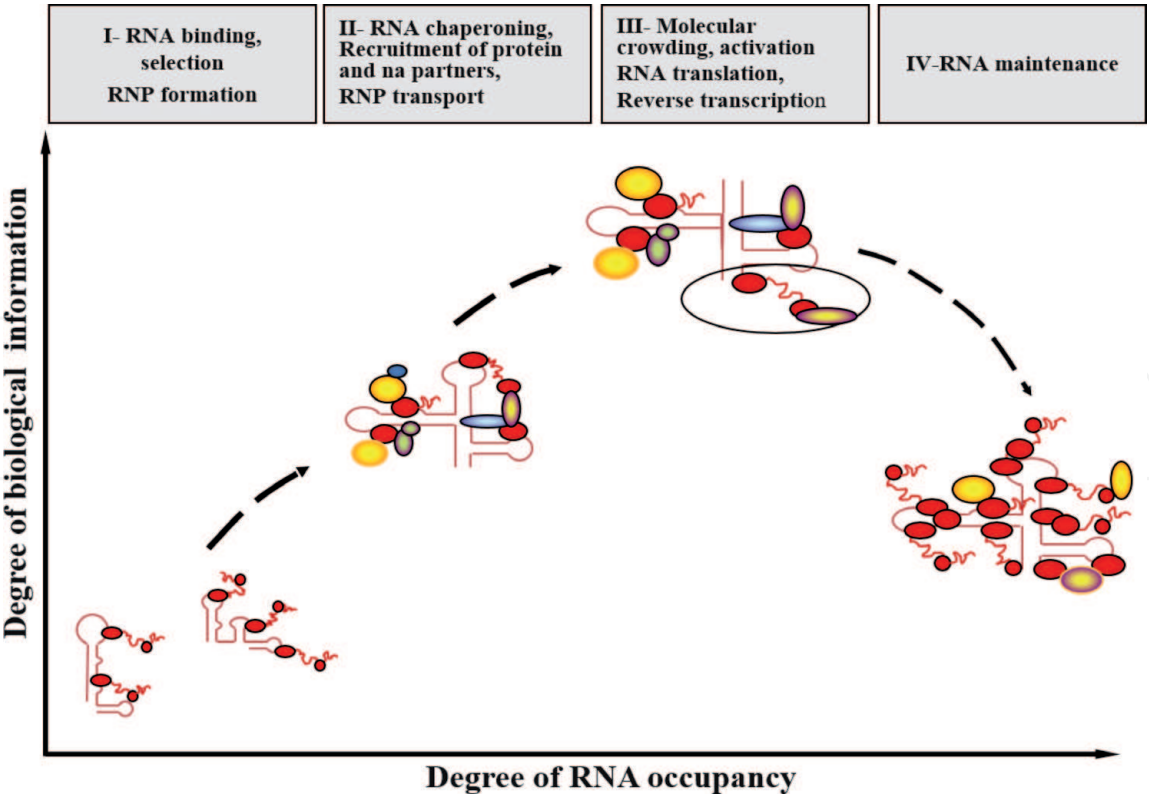 I- RNA binding,
selection
RNP formation
II- RNA chaperoning,
Recruitment of protein
and na partners,
RNP transport
III- Molecular
crowding, activation
RNA translation,
Reverse transcription
IV-RNA maintenance
Degree of biological information
Degree of RNA occupancy